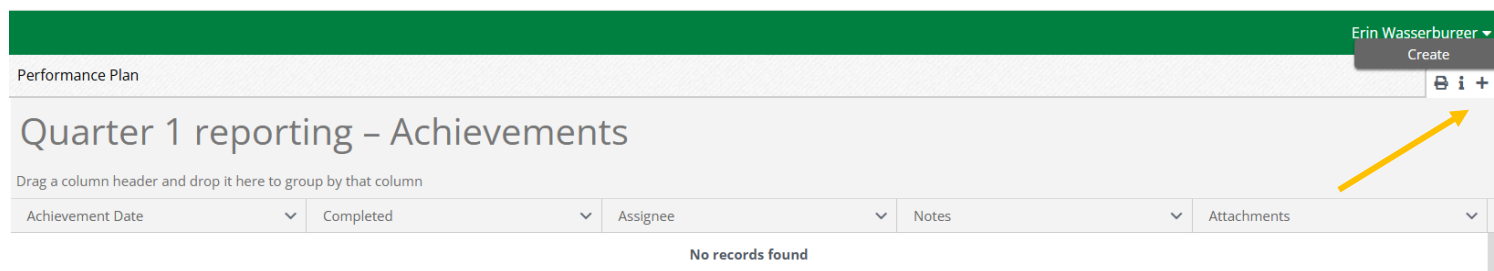 Erin Wasserburger
Create
Performance Plan
Quarter 1 reporting – Achievements
Drag a column header and drop it here to group by that column
Achievement Date Completed Assignee Notes Attachments
No records found